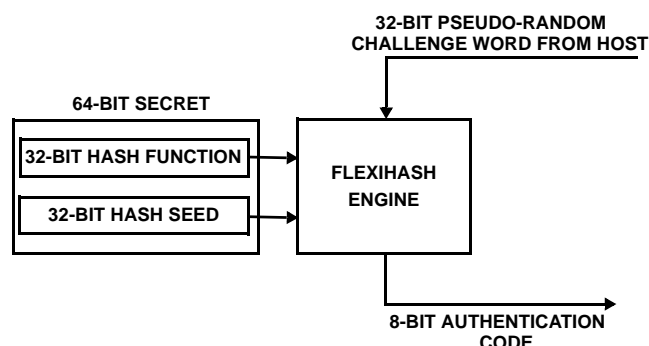 32-BIT PSEUDO-RANDOM
CHALLENGE WORD FROM HOST
64-BIT SECRET
32-BIT HASH FUNCTION
32-BIT HASH SEED
FLEXIHASH
ENGINE
8-BIT AUTHENTICATION
CODE